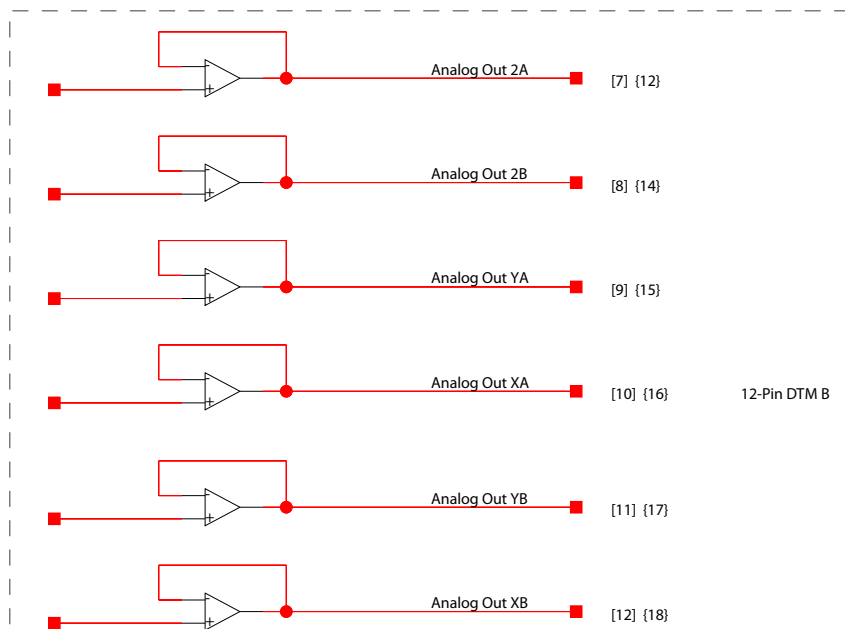 Analog Out 2A [7] {12}
Analog Out 2B [8] {14}
Analog Out YA [9] {15}
Analog Out XA [10] {16} 12-Pin DTM B
Analog Out YB [11] {17}
Analog Out XB [12] {18}